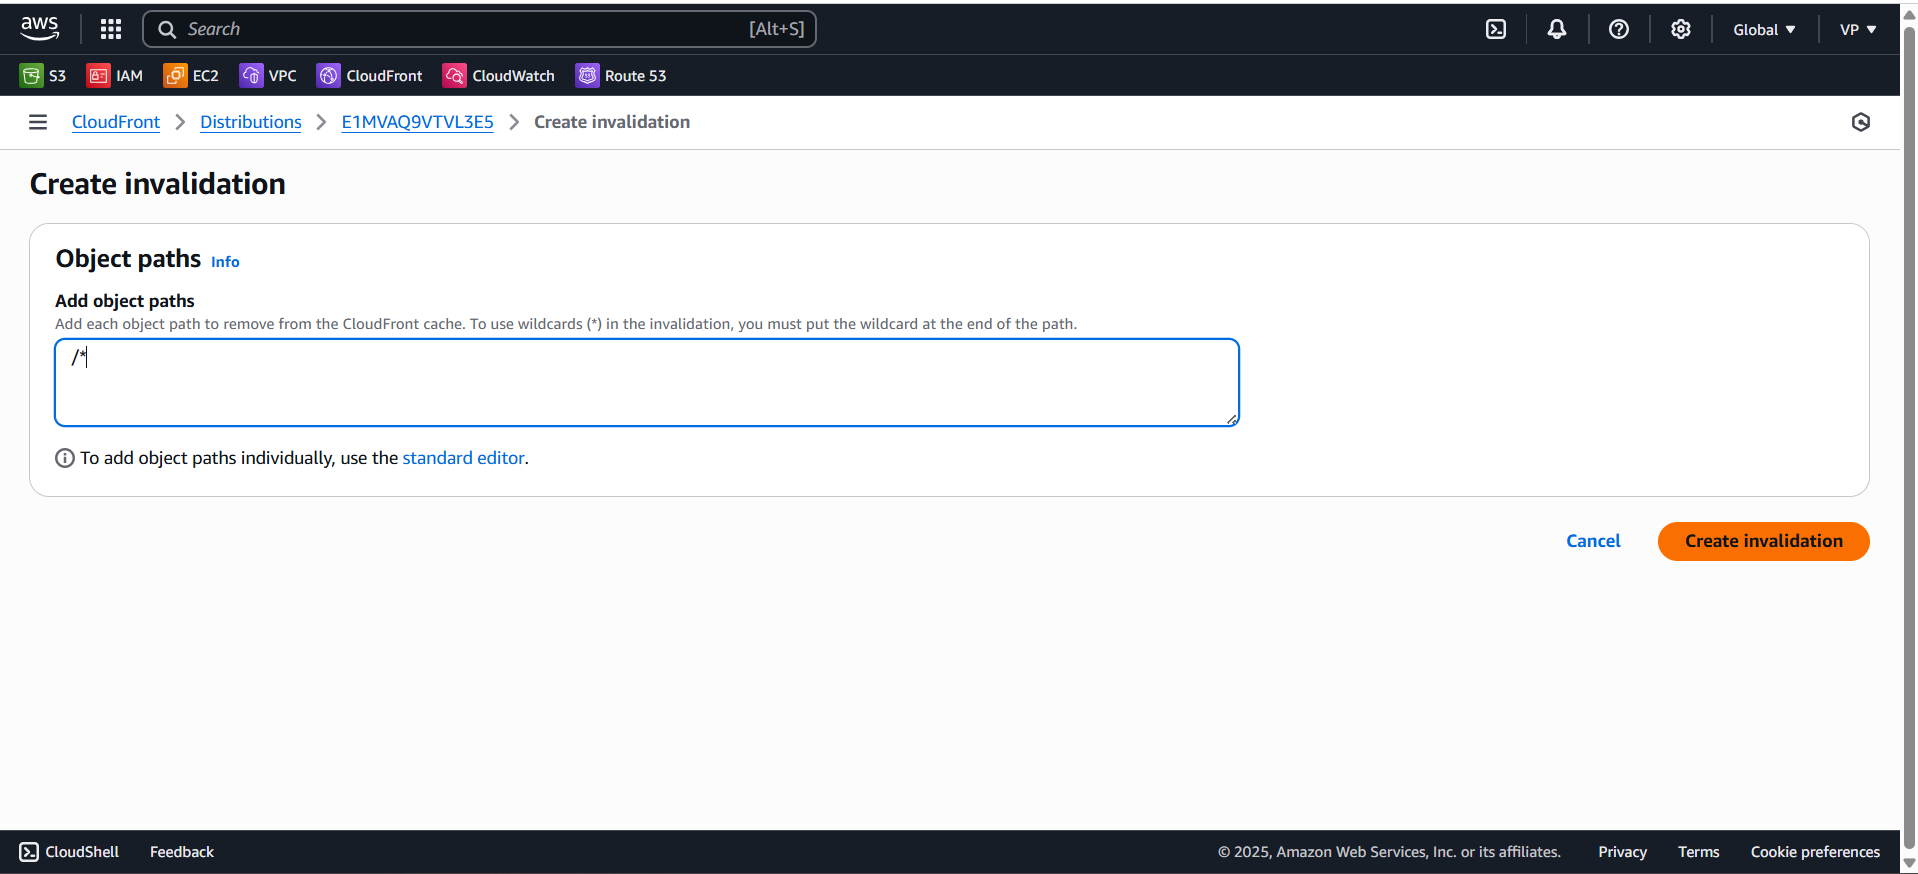 aws
Search [Alt+S] Global VP
S3 IAM EC2 VPC CloudFront CloudWatch Route 53
CloudFront Distributions E1MVAQ9VTVL3E5 Create invalidation
Create invalidation
Object paths Info
Add object paths
Add each object path to remove from the CloudFront cache. To use wildcards (*) in the invalidation, you must put the wildcard at the end of the path.
/*
To add object paths individually, use the standard editor.
Cancel Create invalidation
CloudShell Feedback © 2025, Amazon Web Services, Inc. or its affiliates. Privacy Terms Cookie preferences